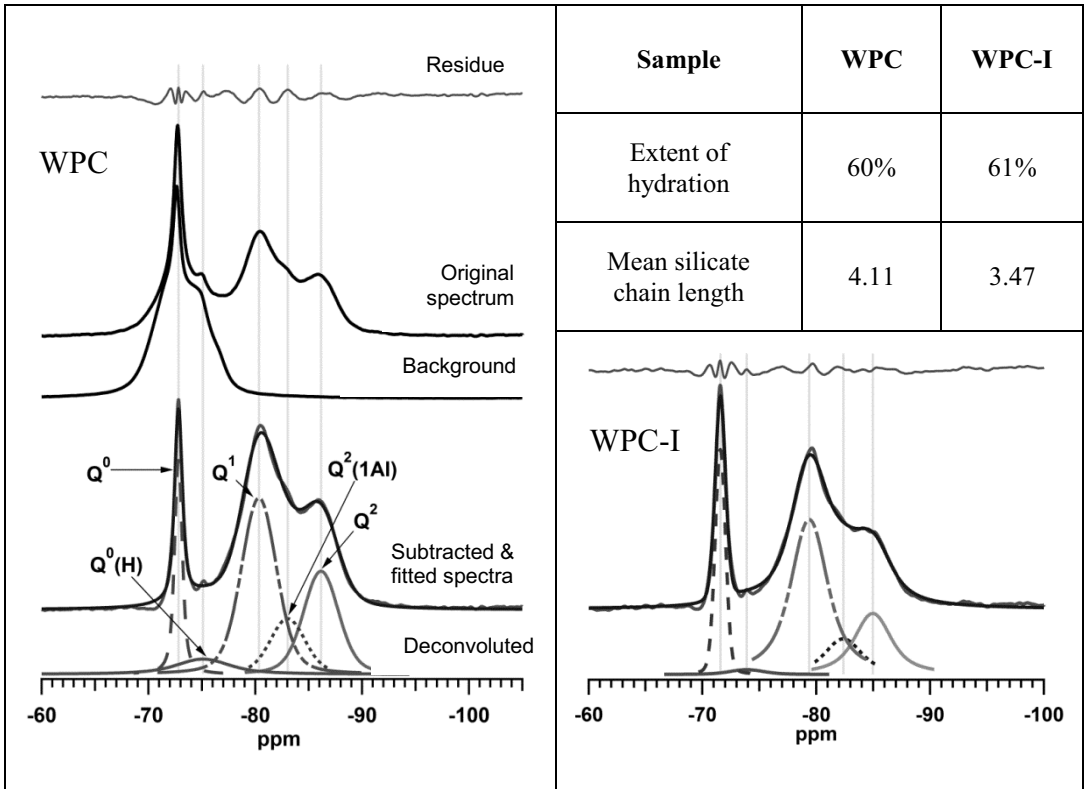 Residue
WPC
Original
spectrum
Background
Q0
Q1
Q2(1Al)
Q2
Q0(H)
Subtracted &
fitted spectra
Deconvoluted
-60 -70 -80 -90 -100
ppm
Sample WPC WPC-I
Extent of
hydration
60% 61%
Mean silicate
chain length
4.11 3.47
WPC-I
-60 -70 -80 -90 -100
ppm